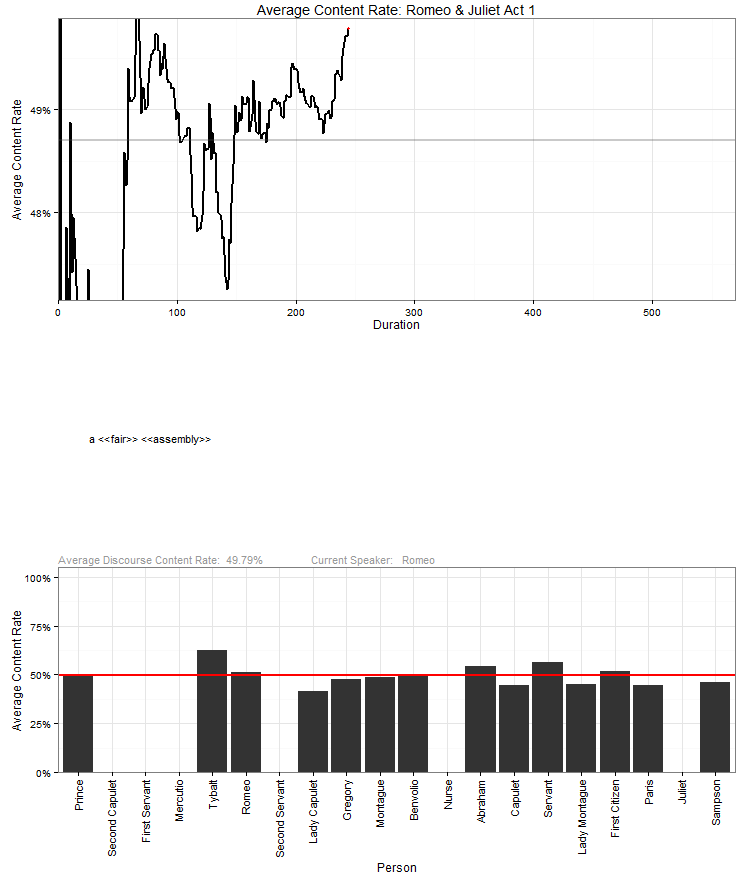 Average Content Rate: Romeo & Juliet Act 1
Average Content Rate
49%
48%
0 100 200 300 400 500
Duration
a <<fair>> <<assembly>>
Average Discourse Content Rate: 49.79% Current Speaker: Romeo
Average Content Rate
100%
75%
50%
25%
0%
Prince
Second Capulet
First Servant
Mercutio
Tybalt
Romeo
Second Servant
Lady Capulet
Gregory
Montague
Benvolio
Nurse
Abraham
Capulet
Servant
Lady Montague
First Citizen
Paris
Juliet
Sampson
Person